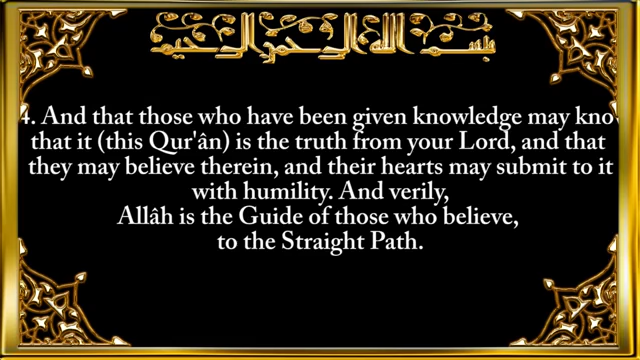 بسم الله الرحمن الرحيم
4. And that those who have been given knowledge may kno
that it (this Qur'ân) is the truth from your Lord, and that
they may believe therein, and their hearts may submit to it
with humility. And verily,
Allâh is the Guide of those who believe,
to the Straight Path.